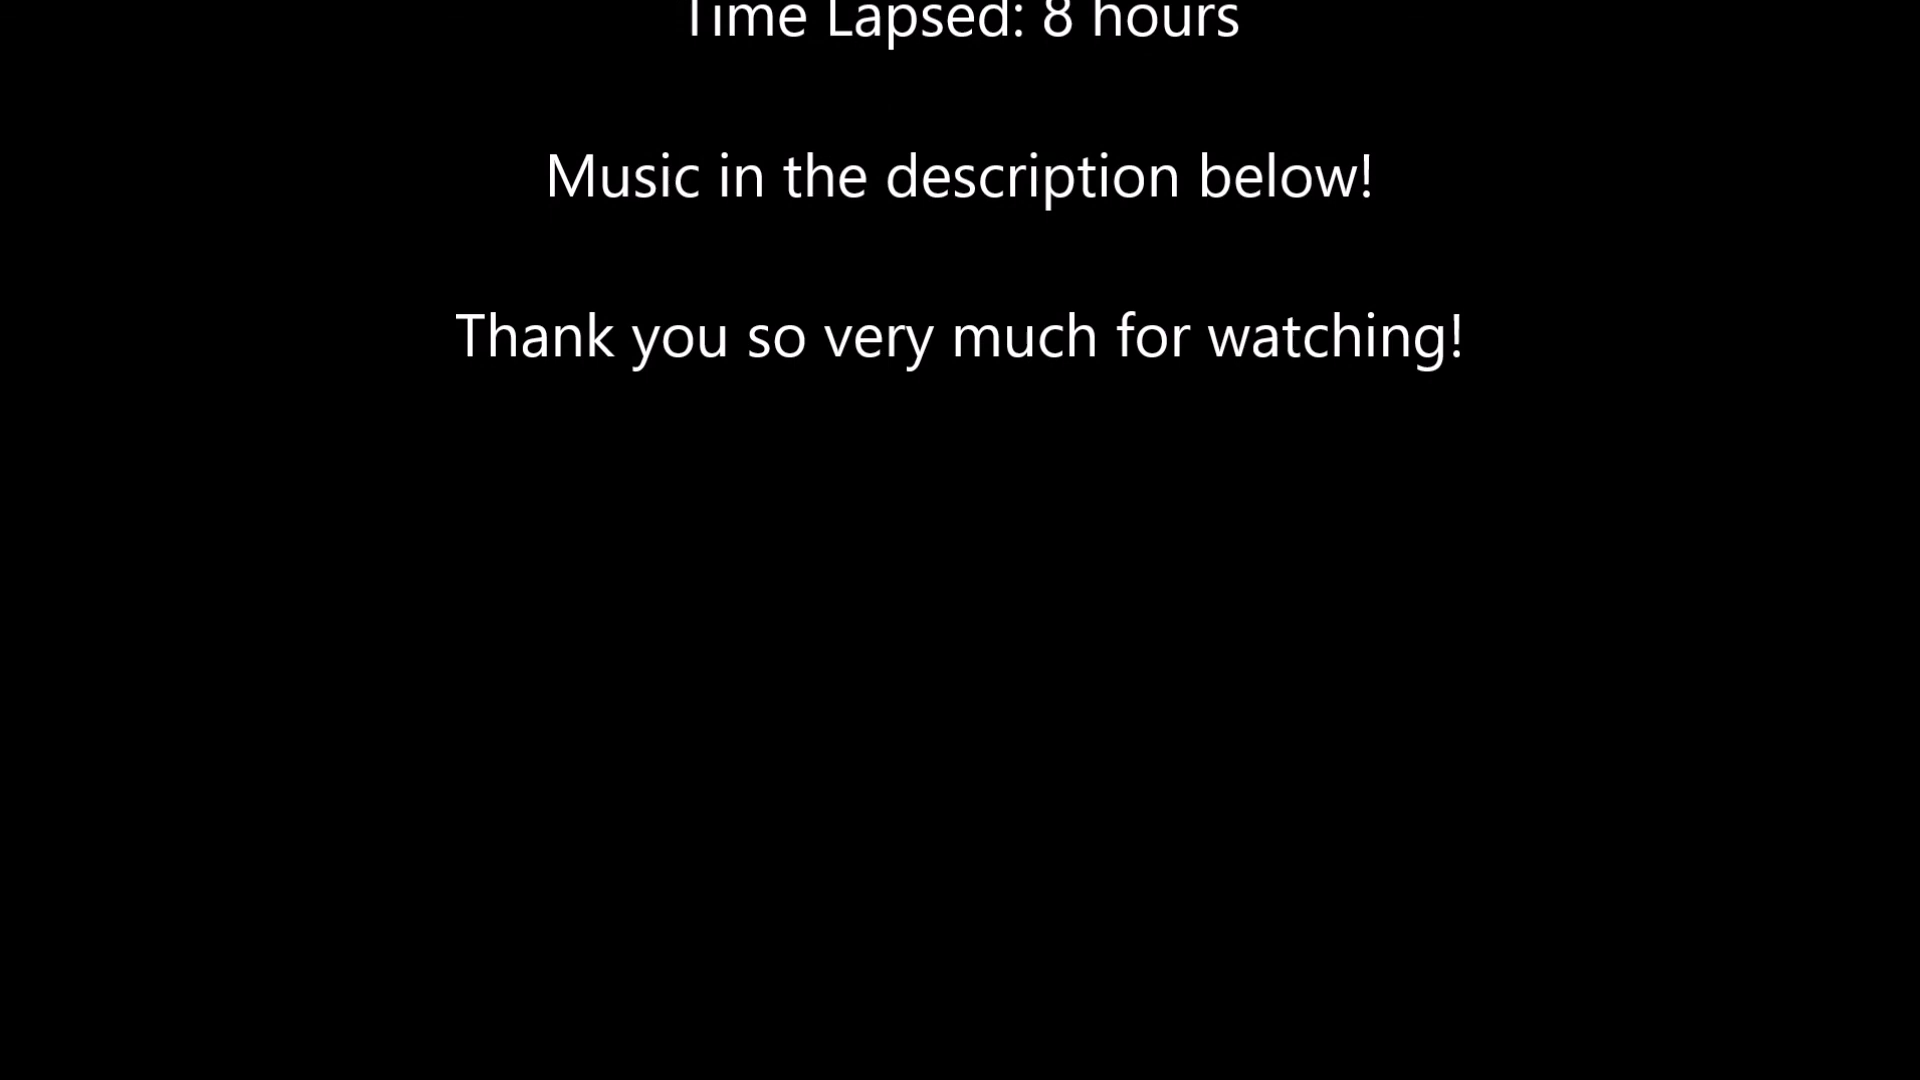 Time Lapsed: 8 hours
Music in the description below!
Thank you so very much for watching!